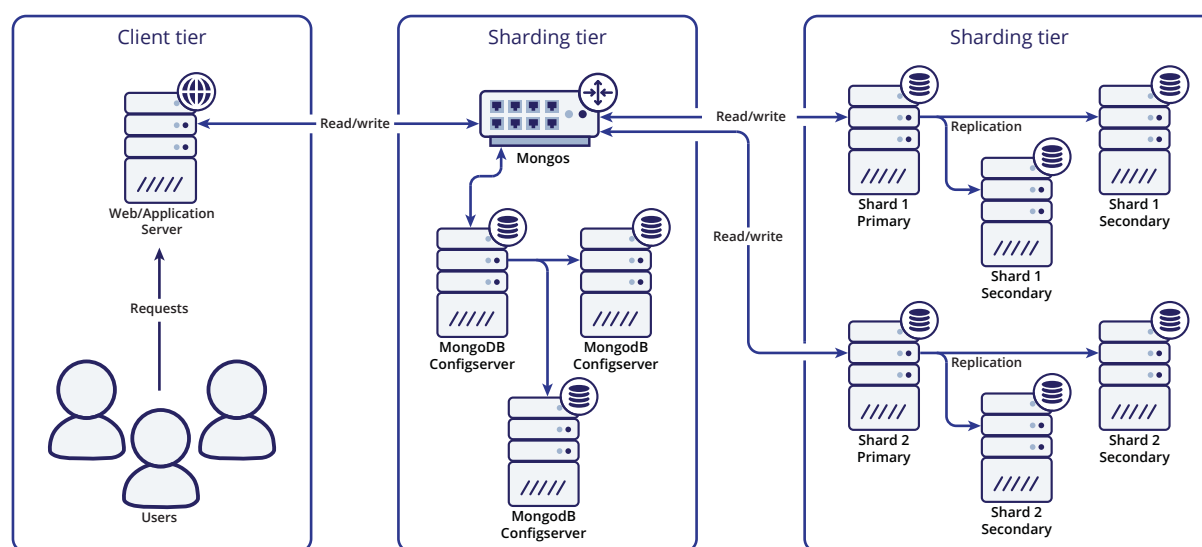 Client tier
Web/Application
Server
Requests
Users
Read/write
Sharding tier
Mongos
MongoDB
Configserver
MongodB
Configserver
MongodB
Configserver
Read/write
Read/write
Sharding tier
Shard 1
Primary
Replication
Shard 1
Secondary
Shard 1
Secondary
Shard 2
Primary
Replication
Shard 2
Secondary
Shard 2
Secondary